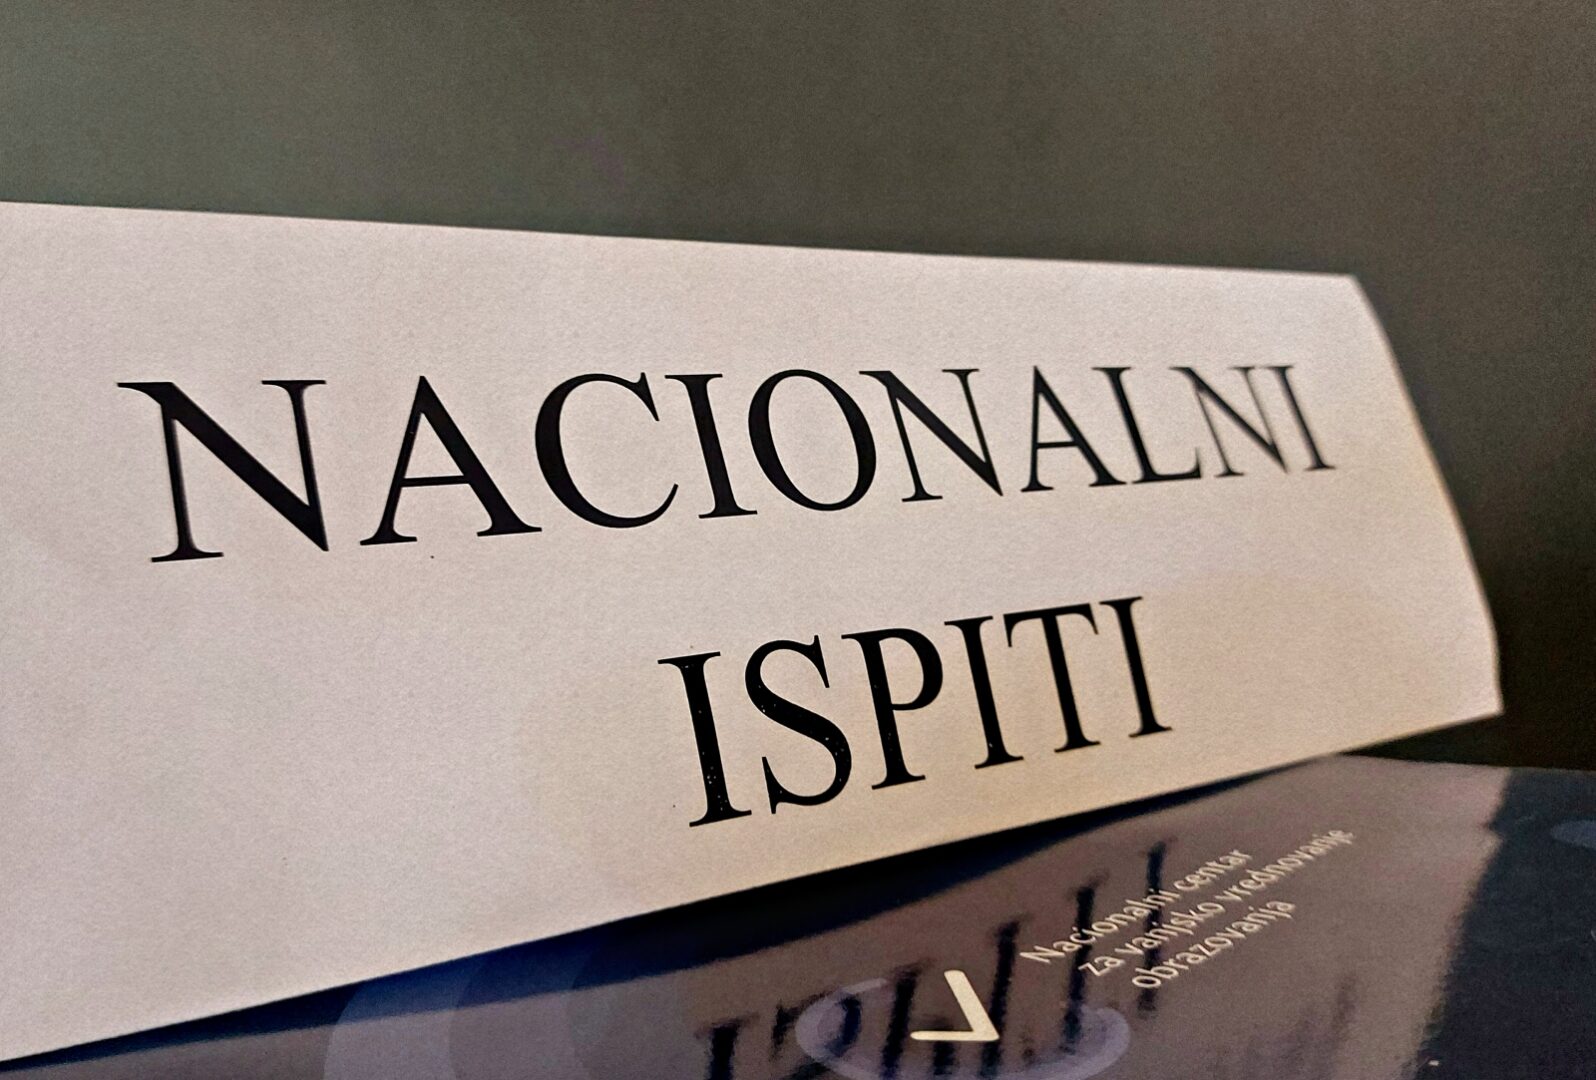 NACIONALNI
ISPITI
Nacionalni centar
za vanjsko vrednovanje
obrazovanja